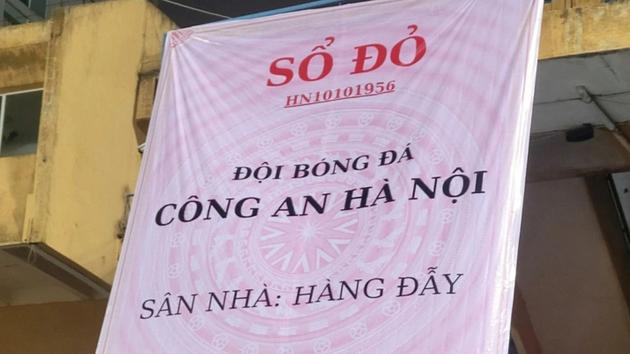 SỔ ĐỎ
HN10101956
ĐỘI BÓNG ĐÁ
CÔNG AN HÀ NỘI
SÂN NHÀ: HÀNG ĐẪY